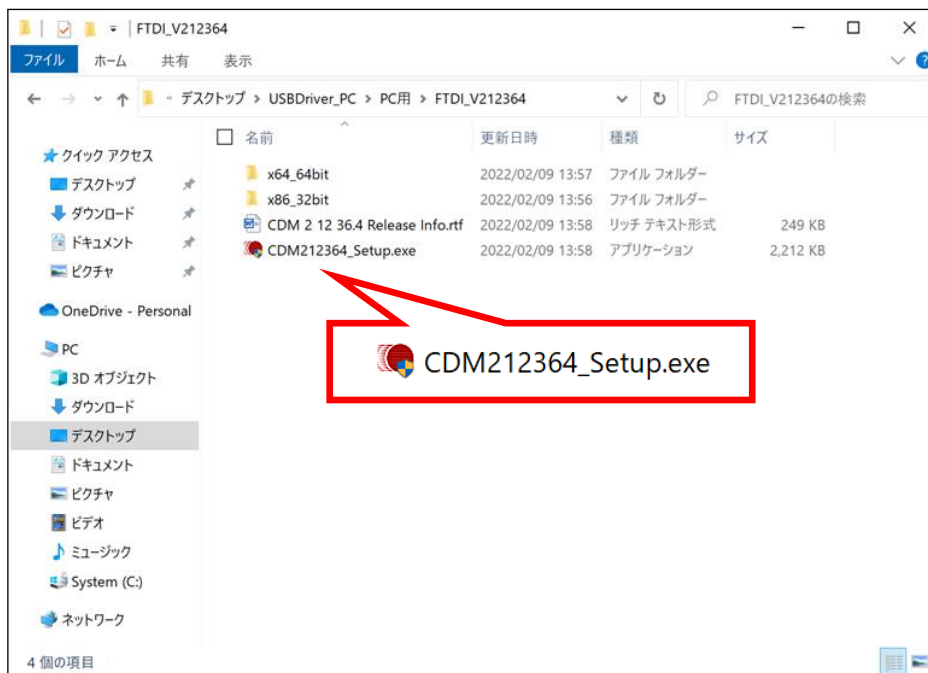 FTDI_V212364
ファイル ホーム 共有 表示
デスクトップ > USBDriver_PC > PC用 > FTDI_V212364 FTDI_V212364の検索
名前 更新日時 種類 サイズ
クイック アクセス
デスクトップ
ダウンロード
ドキュメント
ピクチャ
OneDrive - Personal
PC
3D オブジェクト
ダウンロード
デスクトップ
ドキュメント
ピクチャ
ビデオ
ミュージック
System (C:)
ネットワーク
x64_64bit 2022/02/09 13:57 ファイル フォルダー
x86_32bit 2022/02/09 13:56 ファイル フォルダー
CDM 2 12 36.4 Release Info.rtf 2022/02/09 13:58 リッチ テキスト形式 249 KB
CDM212364_Setup.exe 2022/02/09 13:58 アプリケーション 2,212 KB
CDM212364_Setup.exe
4 個の項目